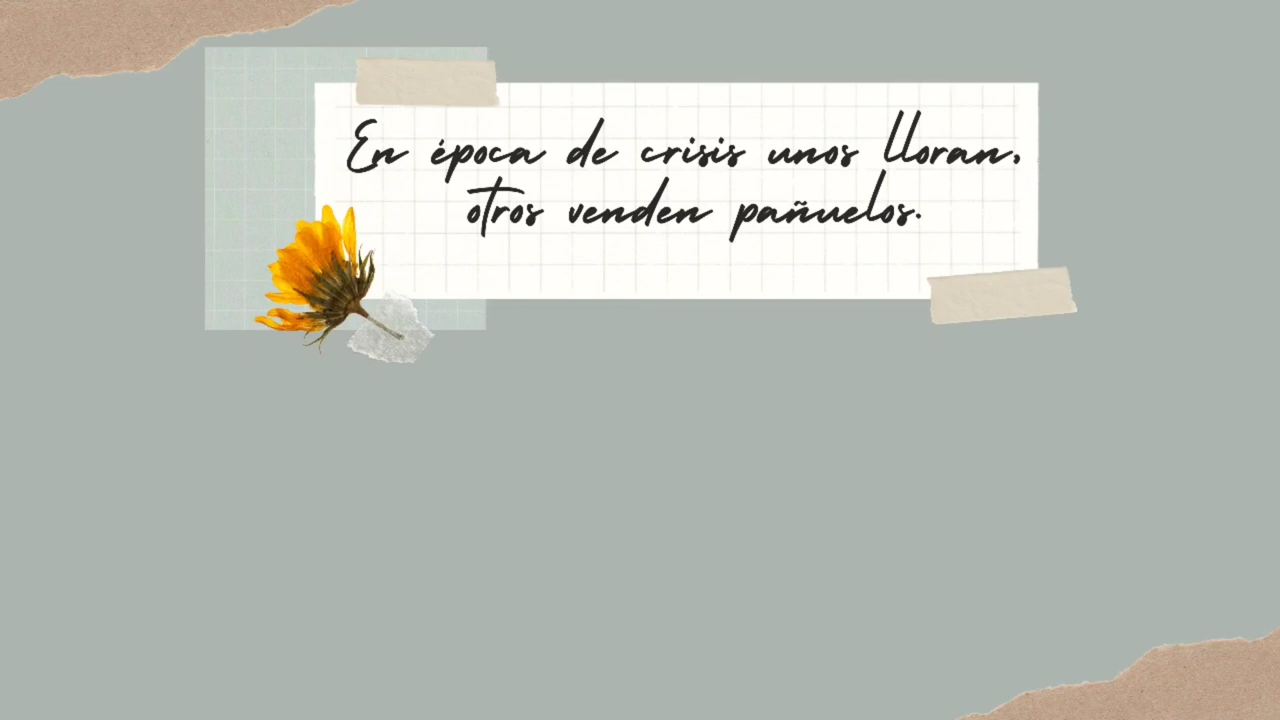 En época de crisis unos lloran,
otros venden pañuelos.